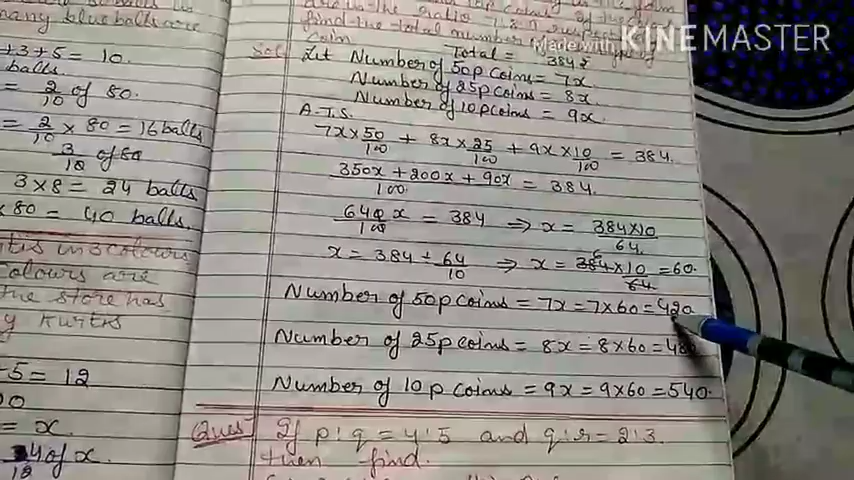 many blue balls are
+3+5 = 10.
balls.
= 2/10 of 80.
= 2/10 × 80 = 16 balls
3/10 of 80
3×8 = 24 balls
×80 = 40 balls.
colours are
the store has
-5 = 12
= x.
4 of x.
Made with KINEMASTER
find the total number
coin
Total = 384
Sol Let Number of 50p coins = 7x
Number of 25p coins = 8x
Number of 10p coins = 9x
A.T.S.
7x × 50/100 + 8x × 25/100 + 9x × 10/100 = 384.
350x + 200x + 90x / 100 = 384.
640x/100 = 384 ⇒ x = 384×10/64
x = 384 ÷ 64/10 ⇒ x = 384×10/64 = 60.
Number of 50p coins = 7x = 7×60 = 420
Number of 25p coins = 8x = 8×60 = 480
Number of 10p coins = 9x = 9×60 = 540.
Ques If p:q = 4:5 and q:r = 2:3.
then find.